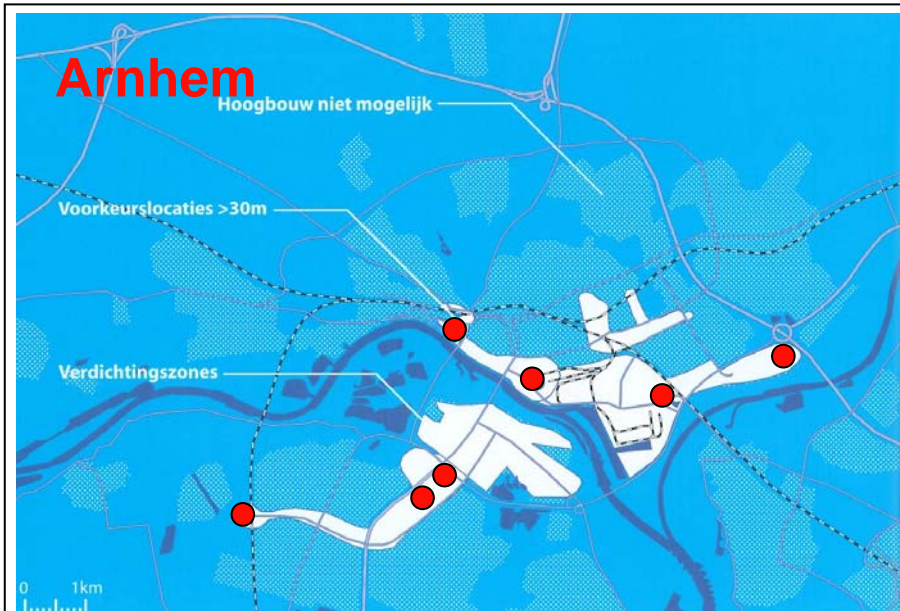 Arnhem
Hoogbouw niet mogelijk
Voorkeurslocaties >30m
Verdichtingszones
0 1km